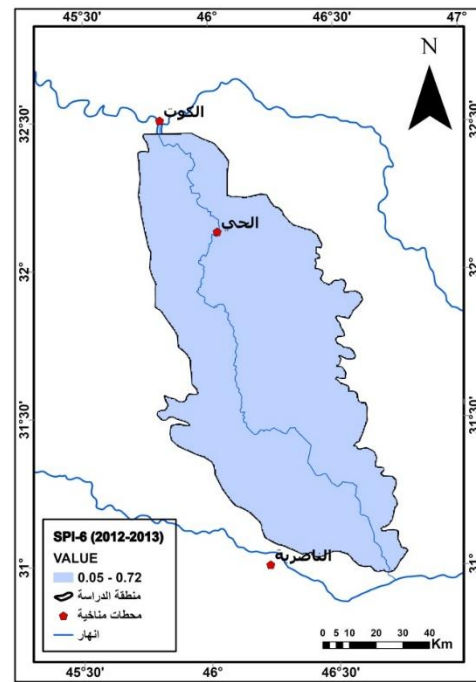 45°30'
46°
46°30'
47°
N
32°30'
32°30'
الكوت
الحي
32°
32°
31°30'
31°30'
الناصرية
31°
31°
SPI-6 (2012-2013)
VALUE
0.05 - 0.72
منطقة الدراسة
محطات مناخية
انهار
0 5 10 20 30 40
Km
45°30'
46°
46°30'
47°